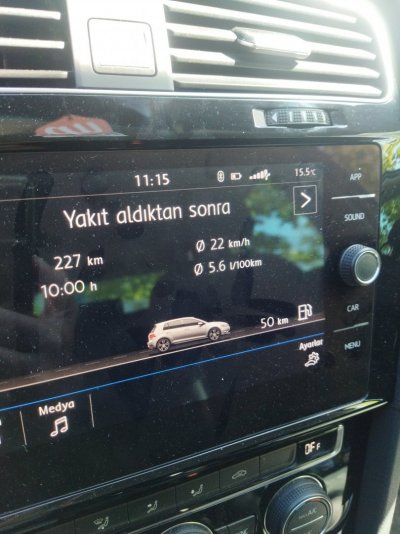 11:15 15.5°C
Yakıt aldıktan sonra
227 km Ø 22 km/h
10:00 h Ø 5.6 l/100km
50 km
Ayarlar
Medya
APP
SOUND
CAR
MENU
OFF
A/C